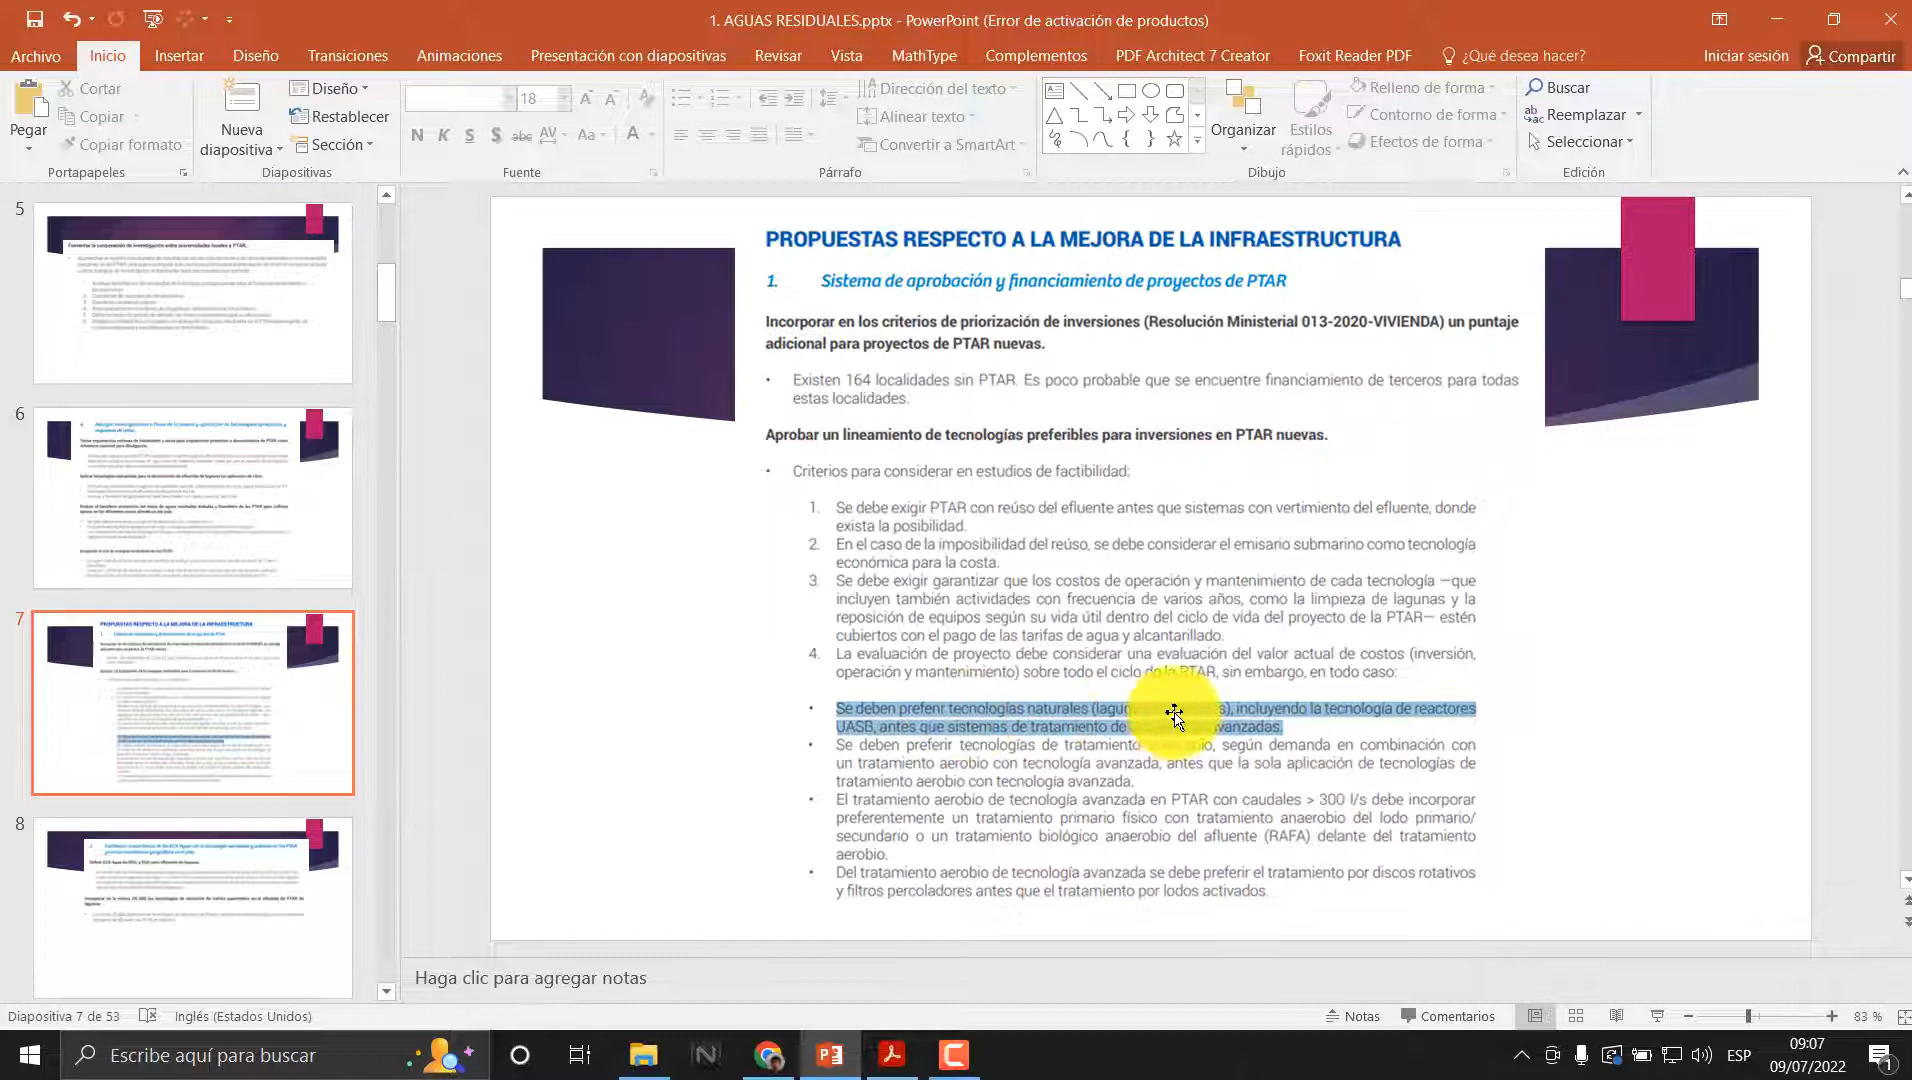 1. AGUAS RESIDUALES.pptx - PowerPoint (Error de activación de productos)
Archivo Inicio Insertar Diseño Transiciones Animaciones Presentación con diapositivas Revisar Vista MathType Complementos PDF Architect 7 Creator Foxit Reader PDF ¿Qué desea hacer? Iniciar sesión Compartir
Pegar
Cortar
Copiar
Copiar formato
Portapapeles
Nueva
diapositiva
Diseño
Restablecer
Sección
Diapositivas
18
N K S S abc AV Aa A
Fuente
Dirección del texto
Alinear texto
Convertir a SmartArt
Párrafo
Organizar
Estilos
rápidos
Relleno de forma
Contorno de forma
Efectos de forma
Dibujo
Buscar
Reemplazar
Seleccionar
Edición
5
6
7
PROPUESTAS RESPECTO A LA MEJORA DE LA INFRAESTRUCTURA
8
PROPUESTAS RESPECTO A LA MEJORA DE LA INFRAESTRUCTURA
1. Sistema de aprobación y financiamiento de proyectos de PTAR
Incorporar en los criterios de priorización de inversiones (Resolución Ministerial 013-2020-VIVIENDA) un puntaje
adicional para proyectos de PTAR nuevas.
• Existen 164 localidades sin PTAR. Es poco probable que se encuentre financiamiento de terceros para todas
estas localidades.
Aprobar un lineamiento de tecnologías preferibles para inversiones en PTAR nuevas.
• Criterios para considerar en estudios de factibilidad:
1. Se debe exigir PTAR con reúso del efluente antes que sistemas con vertimiento del efluente, donde
exista la posibilidad.
2. En el caso de la imposibilidad del reúso, se debe considerar el emisario submarino como tecnología
económica para la costa.
3. Se debe exigir garantizar que los costos de operación y mantenimiento de cada tecnología —que
incluyen también actividades con frecuencia de varios años, como la limpieza de lagunas y la
reposición de equipos según su vida útil dentro del ciclo de vida del proyecto de la PTAR— estén
cubiertos con el pago de las tarifas de agua y alcantarillado.
4. La evaluación de proyecto debe considerar una evaluación del valor actual de costos (inversión,
operación y mantenimiento) sobre todo el ciclo de la PTAR, sin embargo, en todo caso:
• Se deben preferir tecnologías naturales incluyendo la tecnología de reactores
UASB, antes que sistemas de tratamiento de avanzadas.
• Se deben preferir tecnologías de tratamiento según demanda en combinación con
un tratamiento aerobio con tecnología avanzada, antes que la sola aplicación de tecnologías de
tratamiento aerobio con tecnología avanzada.
• El tratamiento aerobio de tecnología avanzada en PTAR con caudales > 300 l/s debe incorporar
preferentemente un tratamiento primario físico con tratamiento anaerobio del lodo primario/
secundario o un tratamiento biológico anaerobio del afluente (RAFA) delante del tratamiento
aerobio.
• Del tratamiento aerobio de tecnología avanzada se debe preferir el tratamiento por discos rotativos
y filtros percoladores antes que el tratamiento por lodos activados.
Haga clic para agregar notas
Diapositiva 7 de 53 Inglés (Estados Unidos) Notas Comentarios 83 %
Escribe aquí para buscar
ESP
09:07
09/07/2022
1